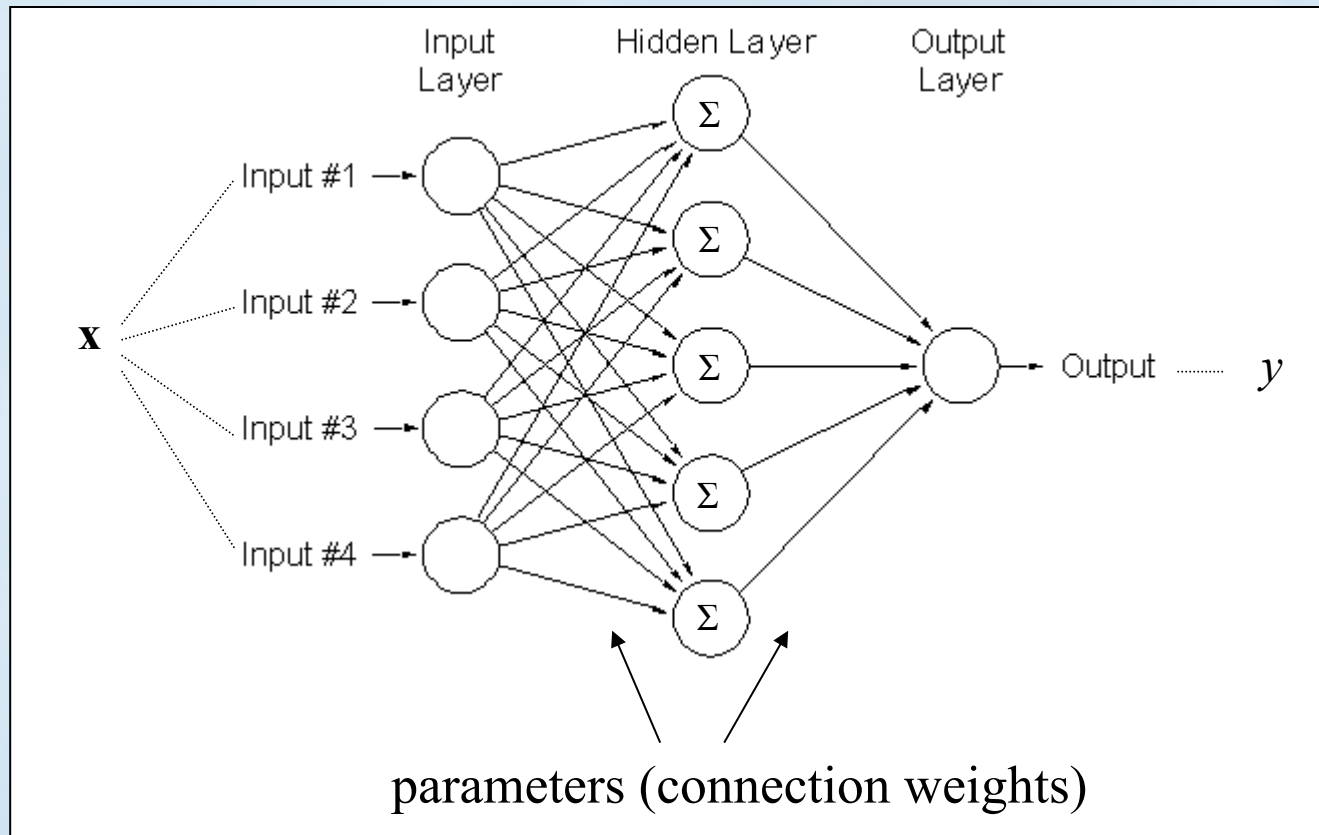 Input Layer
Hidden Layer
Output Layer
Σ
Input #1
Σ
Input #2
x
Σ
Output
y
Input #3
Σ
Input #4
Σ
parameters (connection weights)